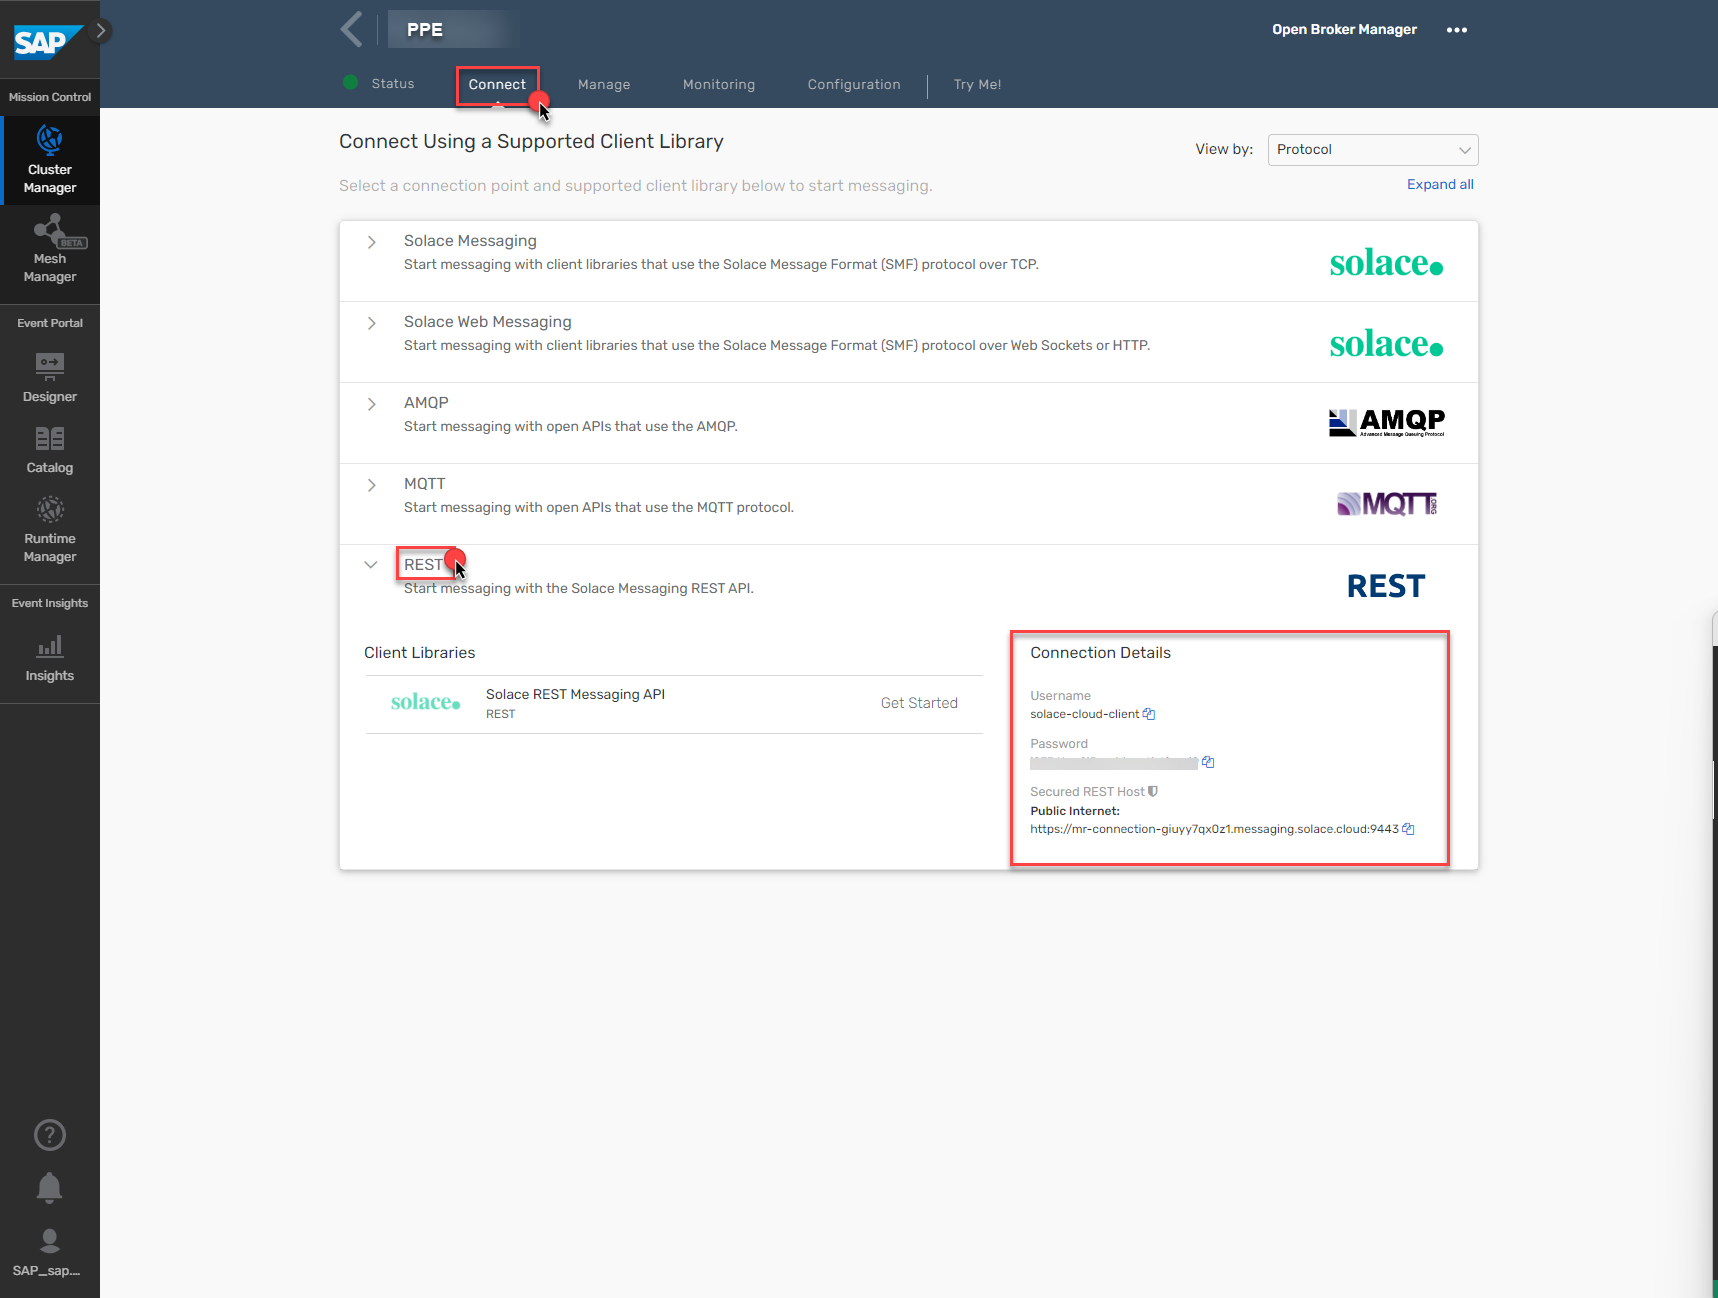 SAP
Mission Control
Cluster
Manager
BETA
Mesh
Manager
Event Portal
Designer
Catalog
Runtime
Manager
Event Insights
Insights
SAP_sap....
PPE
Open Broker Manager
Status
Connect
Manage
Monitoring
Configuration
Try Me!
Connect Using a Supported Client Library
View by:
Protocol
Select a connection point and supported client library below to start messaging.
Expand all
Solace Messaging
Start messaging with client libraries that use the Solace Message Format (SMF) protocol over TCP.
solace.
Solace Web Messaging
Start messaging with client libraries that use the Solace Message Format (SMF) protocol over Web Sockets or HTTP.
solace.
AMQP
Start messaging with open APIs that use the AMQP.
AMQP
Advanced Message Queuing Protocol
MQTT
Start messaging with open APIs that use the MQTT protocol.
MQTT.ORG
REST
Start messaging with the Solace Messaging REST API.
REST
Client Libraries
solace.
Solace REST Messaging API
REST
Get Started
Connection Details
Username
solace-cloud-client
Password
Secured REST Host
Public Internet:
https://mr-connection-giuyy7qx0z1.messaging.solace.cloud:9443